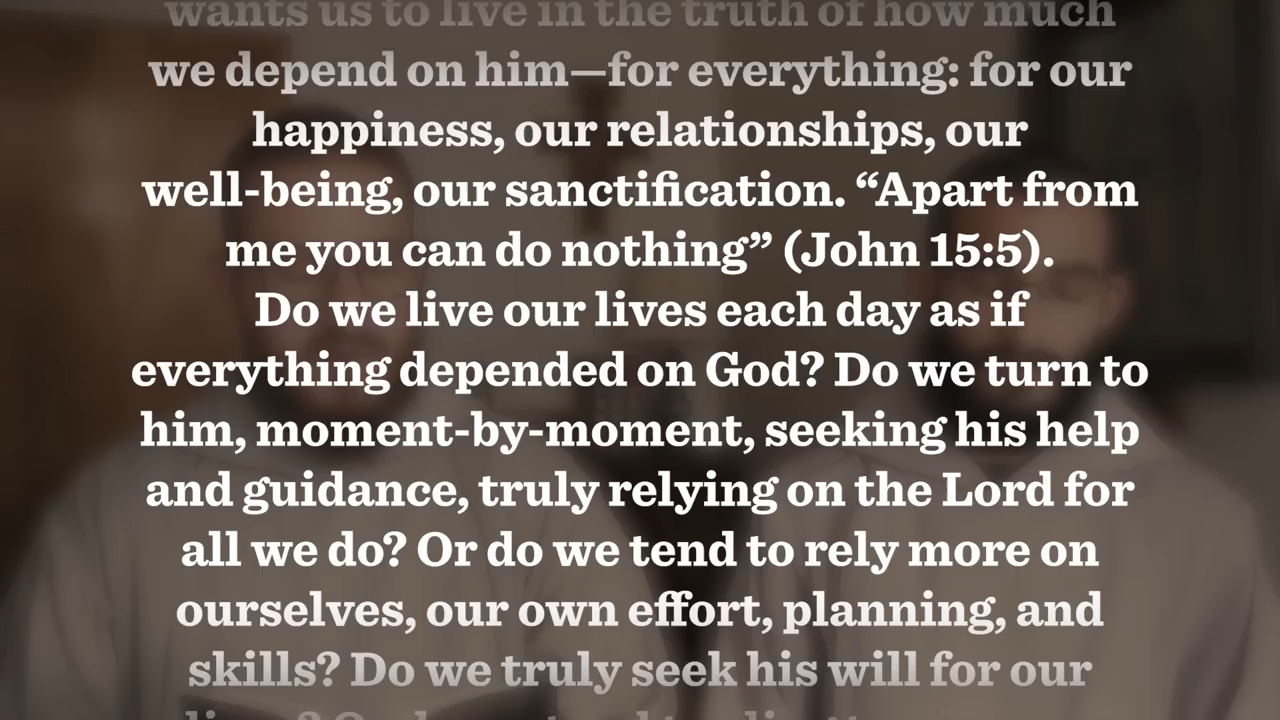 wants us to live in the truth of how much
we depend on him—for everything: for our
happiness, our relationships, our
well-being, our sanctification. “Apart from
me you can do nothing” (John 15:5).
Do we live our lives each day as if
everything depended on God? Do we turn to
him, moment-by-moment, seeking his help
and guidance, truly relying on the Lord for
all we do? Or do we tend to rely more on
ourselves, our own effort, planning, and
skills? Do we truly seek his will for our